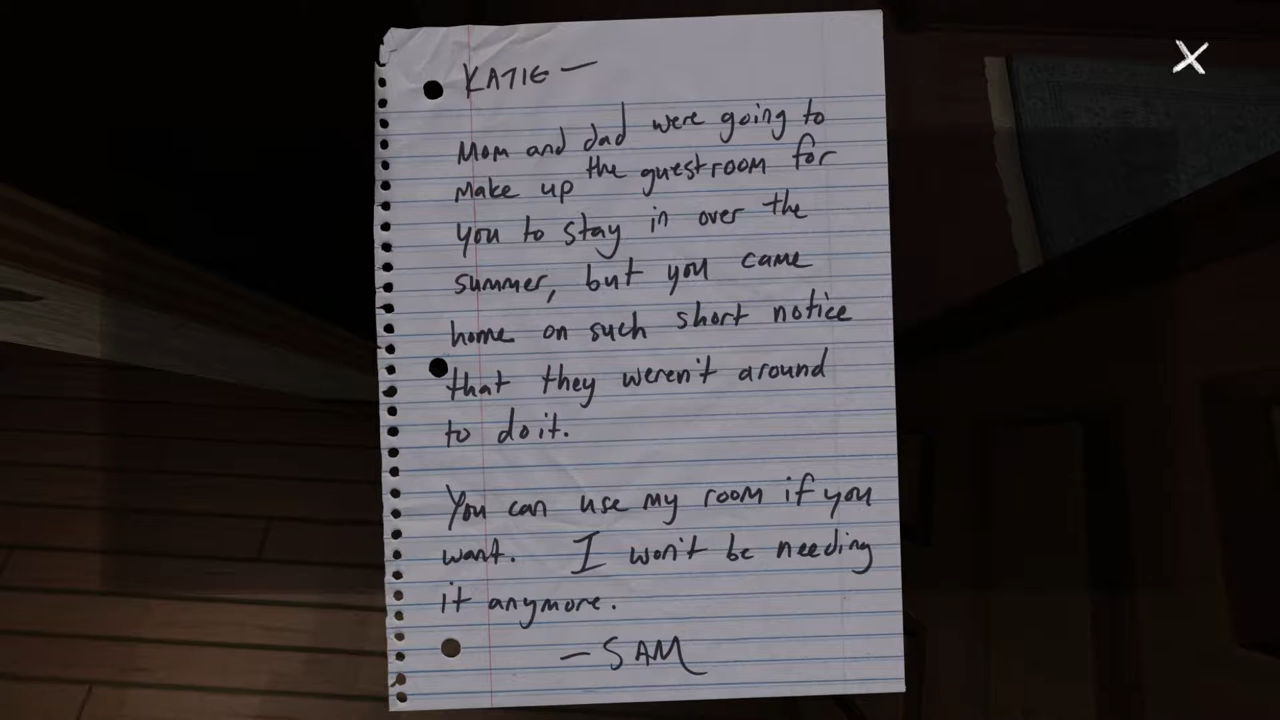 KATIE —
Mom and dad were going to
make up the guestroom for
you to stay in over the
summer, but you came
home on such short notice
that they weren't around
to do it.
You can use my room if you
want. I won't be needing
it anymore.
— SAM